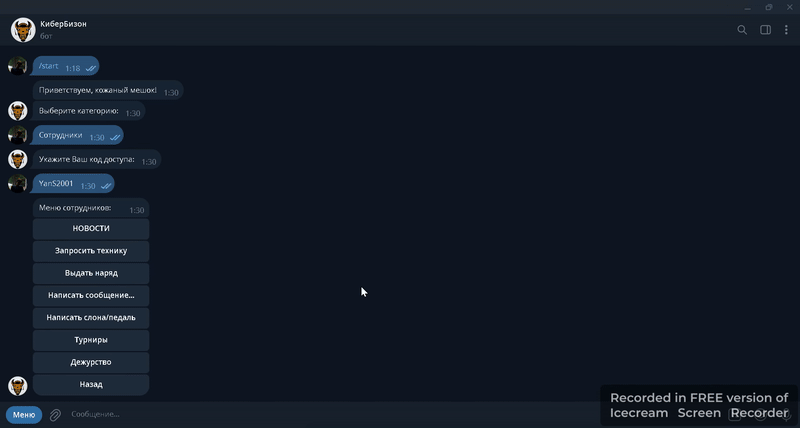 КиберБизон
бот
/start 1:18
Приветствуем, кожаный мешок! 1:30
Выберите категорию: 1:30
Сотрудники 1:30
Укажите Ваш код доступа: 1:30
YanS2001 1:30
Меню сотрудников: 1:30
НОВОСТИ
Запросить технику
Выдать наряд
Написать сообщение...
Написать слона/педаль
Турниры
Дежурство
Назад
Меню
Сообщение...
Recorded in FREE version of
Icecream Screen Recorder